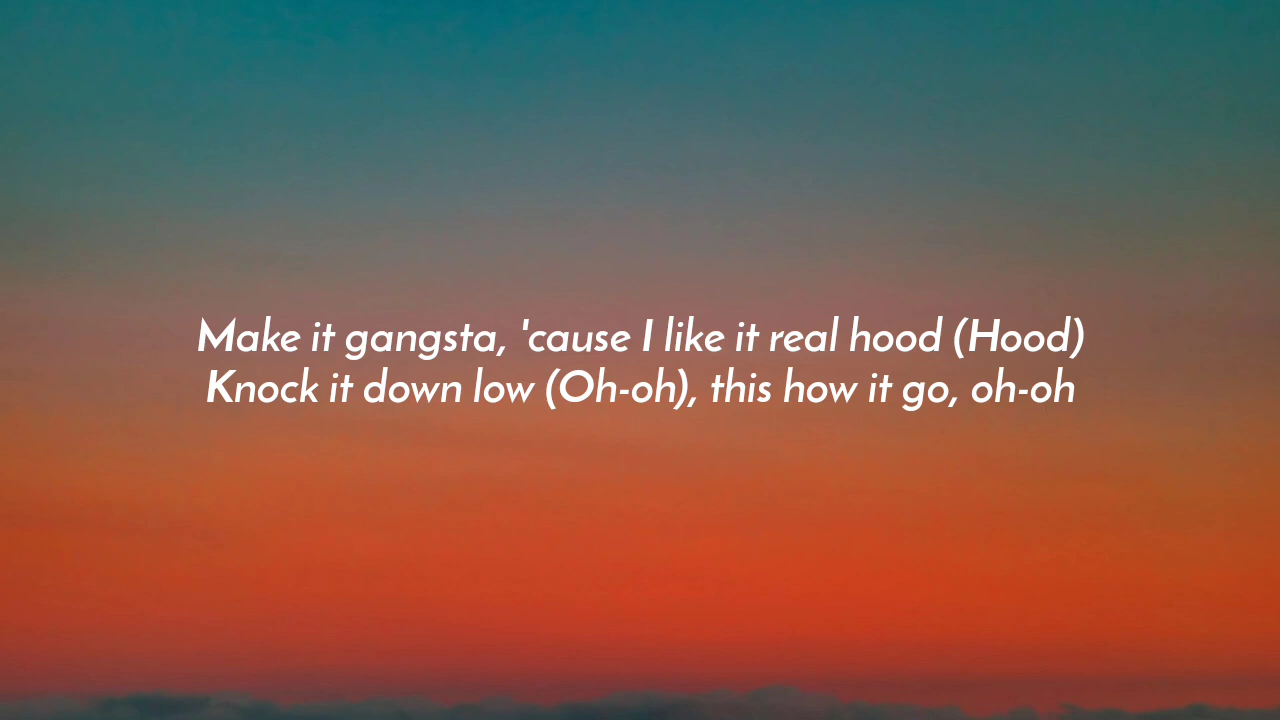 Make it gangsta, 'cause I like it real hood (Hood)
Knock it down low (Oh-oh), this how it go, oh-oh